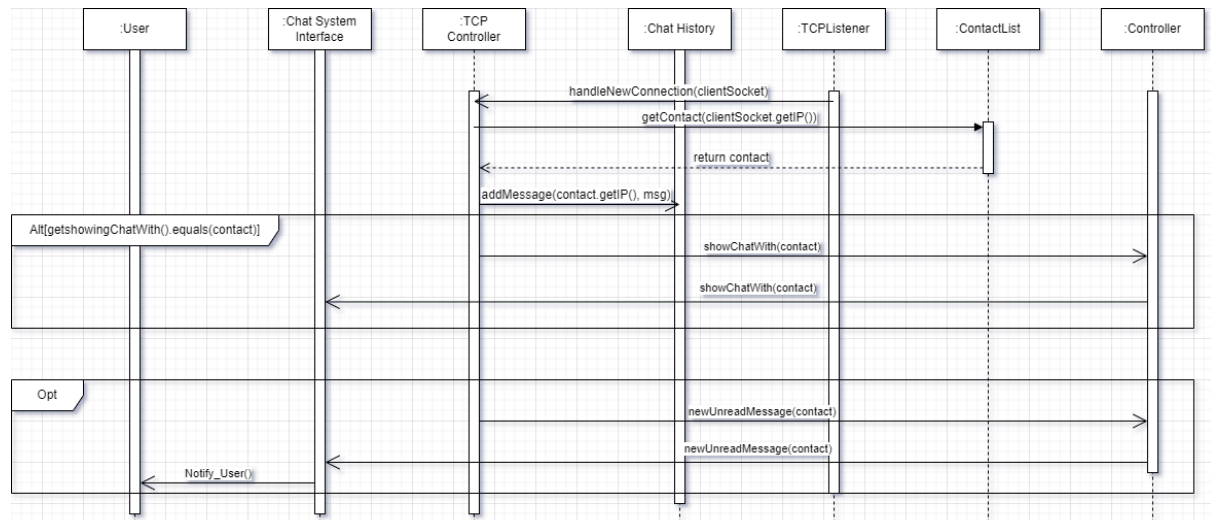 :User
:Chat System
Interface
:TCP
Controller
:Chat History
:TCPListener
:ContactList
:Controller
handleNewConnection(clientSocket)
getContact(clientSocket.getIP())
return contact
addMessage(contact.getIP(), msg)
Alt[getshowingChatWith().equals(contact)]
showChatWith(contact)
showChatWith(contact)
Opt
newUnreadMessage(contact)
newUnreadMessage(contact)
Notify_User()